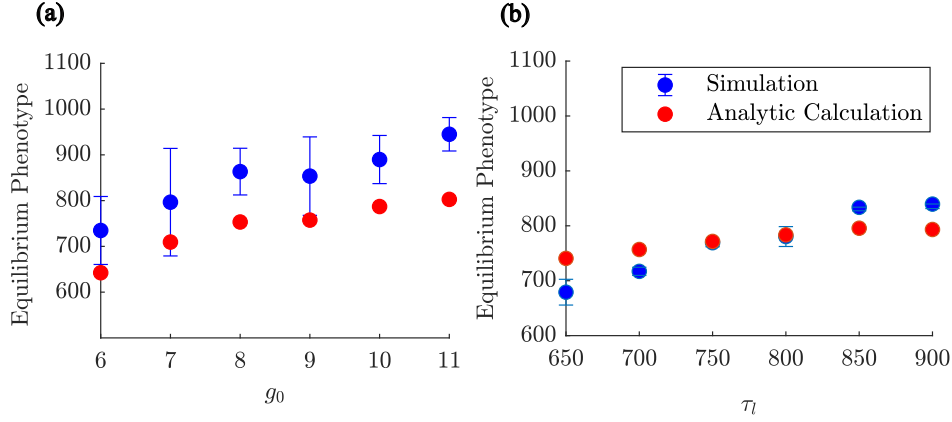 (a)
1100
1000
900
800
700
600
Equilibrium Phenotype
6 7 8 9 10 11
g₀
(b)
1100
1000
900
800
700
600
Equilibrium Phenotype
Simulation
Analytic Calculation
650 700 750 800 850 900
τₗ